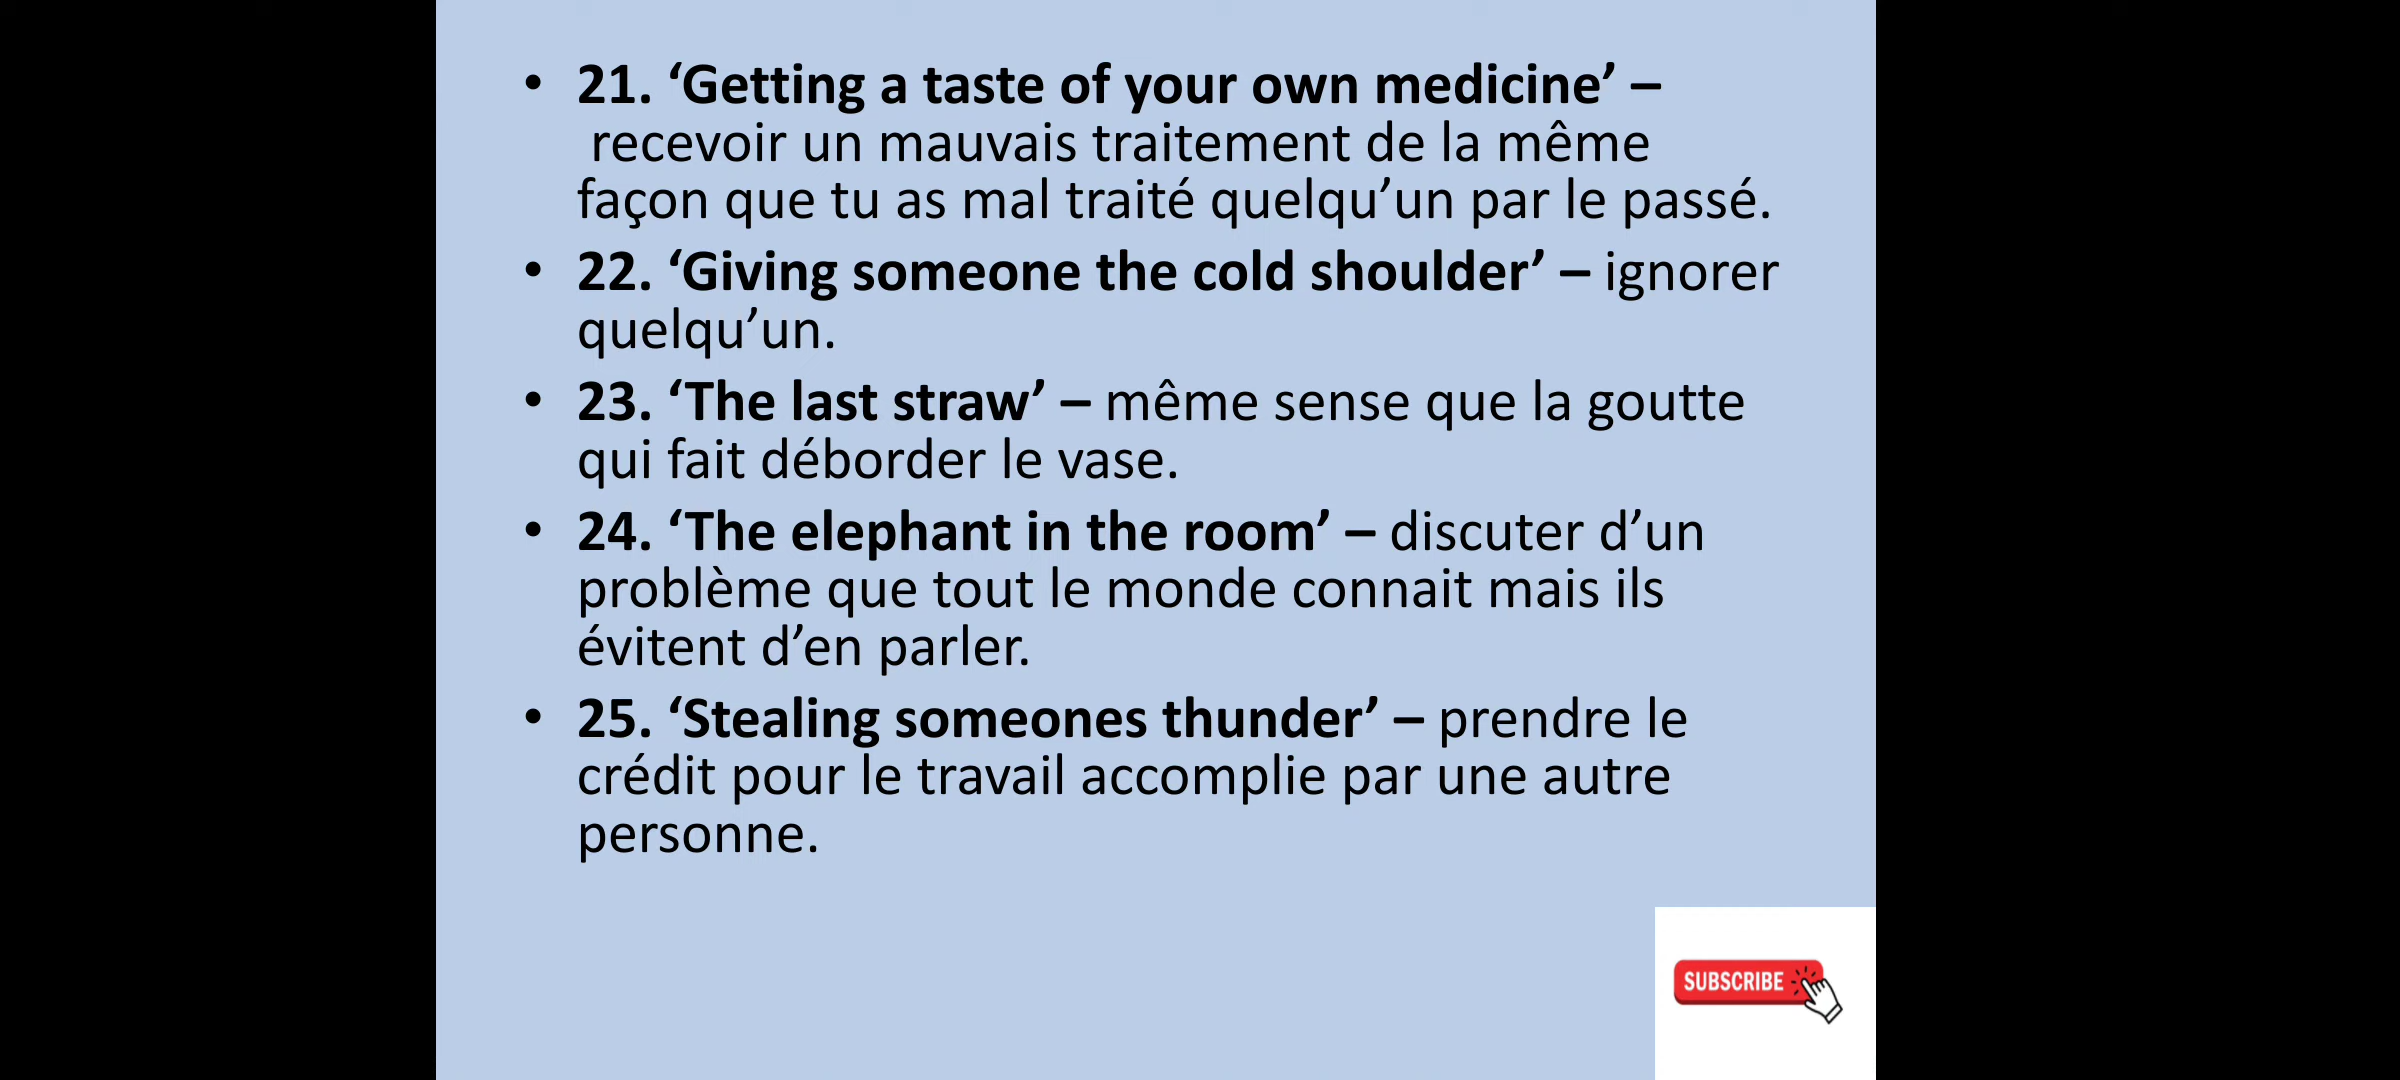 • 21. ‘Getting a taste of your own medicine’ –
recevoir un mauvais traitement de la même
façon que tu as mal traité quelqu’un par le passé.
• 22. ‘Giving someone the cold shoulder’ – ignorer
quelqu’un.
• 23. ‘The last straw’ – même sense que la goutte
qui fait déborder le vase.
• 24. ‘The elephant in the room’ – discuter d’un
problème que tout le monde connait mais ils
évitent d’en parler.
• 25. ‘Stealing someones thunder’ – prendre le
crédit pour le travail accomplie par une autre
personne.
SUBSCRIBE